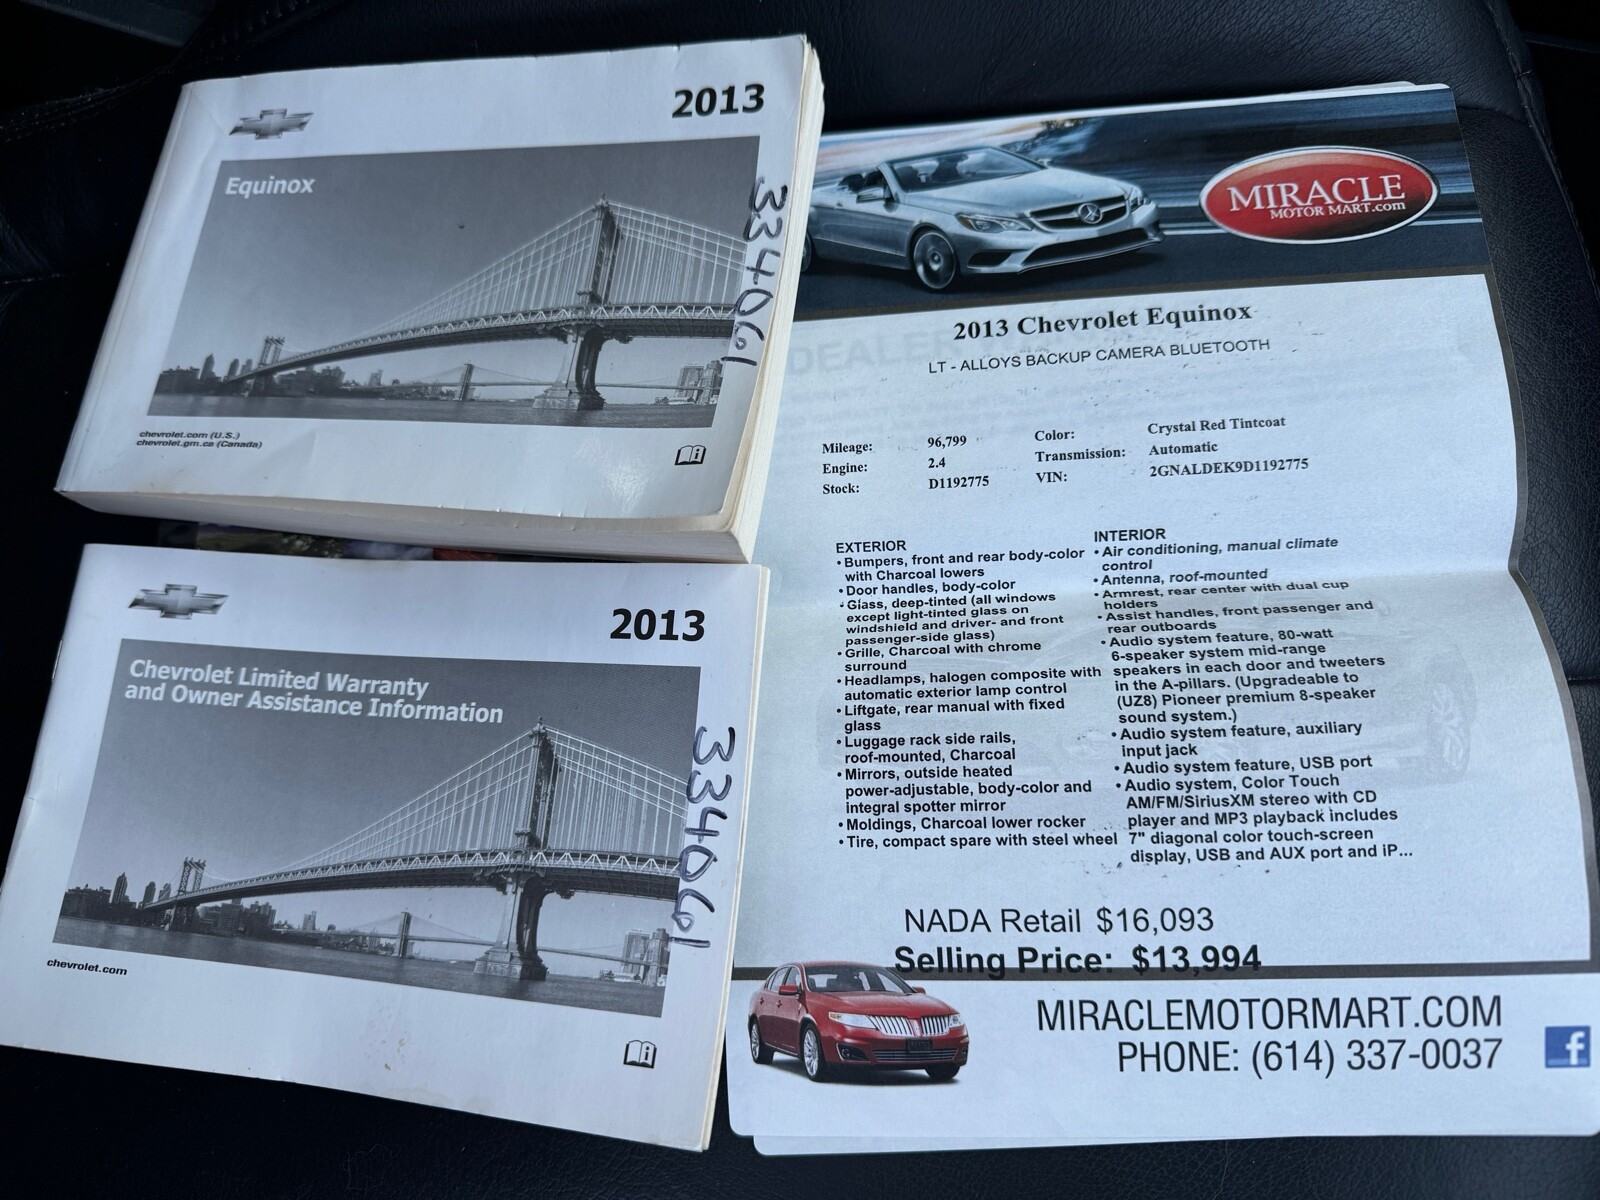 2013
Equinox
334061
chevrolet.com (U.S.)
chevrolet.gm.ca (Canada)
2013
Chevrolet Limited Warranty
and Owner Assistance Information
334061
chevrolet.com
MIRACLE
MOTOR MART.com
2013 Chevrolet Equinox
LT - ALLOYS BACKUP CAMERA BLUETOOTH
Mileage: 96,799 Color: Crystal Red Tintcoat
Engine: 2.4 Transmission: Automatic
Stock: D1192775 VIN: 2GNALDEK9D1192775
EXTERIOR
• Bumpers, front and rear body-color
with Charcoal lowers
• Door handles, body-color
• Glass, deep-tinted (all windows
except light-tinted glass on
windshield and driver- and front
passenger-side glass)
• Grille, Charcoal with chrome
surround
• Headlamps, halogen composite with
automatic exterior lamp control
• Liftgate, rear manual with fixed
glass
• Luggage rack side rails,
roof-mounted, Charcoal
• Mirrors, outside heated
power-adjustable, body-color and
integral spotter mirror
• Moldings, Charcoal lower rocker
• Tire, compact spare with steel wheel
INTERIOR
• Air conditioning, manual climate
control
• Antenna, roof-mounted
• Armrest, rear center with dual cup
holders
• Assist handles, front passenger and
rear outboards
• Audio system feature, 80-watt
6-speaker system mid-range
speakers in each door and tweeters
in the A-pillars. (Upgradeable to
(UZ8) Pioneer premium 8-speaker
sound system.)
• Audio system feature, auxiliary
input jack
• Audio system feature, USB port
• Audio system, Color Touch
AM/FM/SiriusXM stereo with CD
player and MP3 playback includes
7" diagonal color touch-screen
display, USB and AUX port and iP...
NADA Retail $16,093
Selling Price: $13,994
MIRACLEMOTORMART.COM
PHONE: (614) 337-0037
f